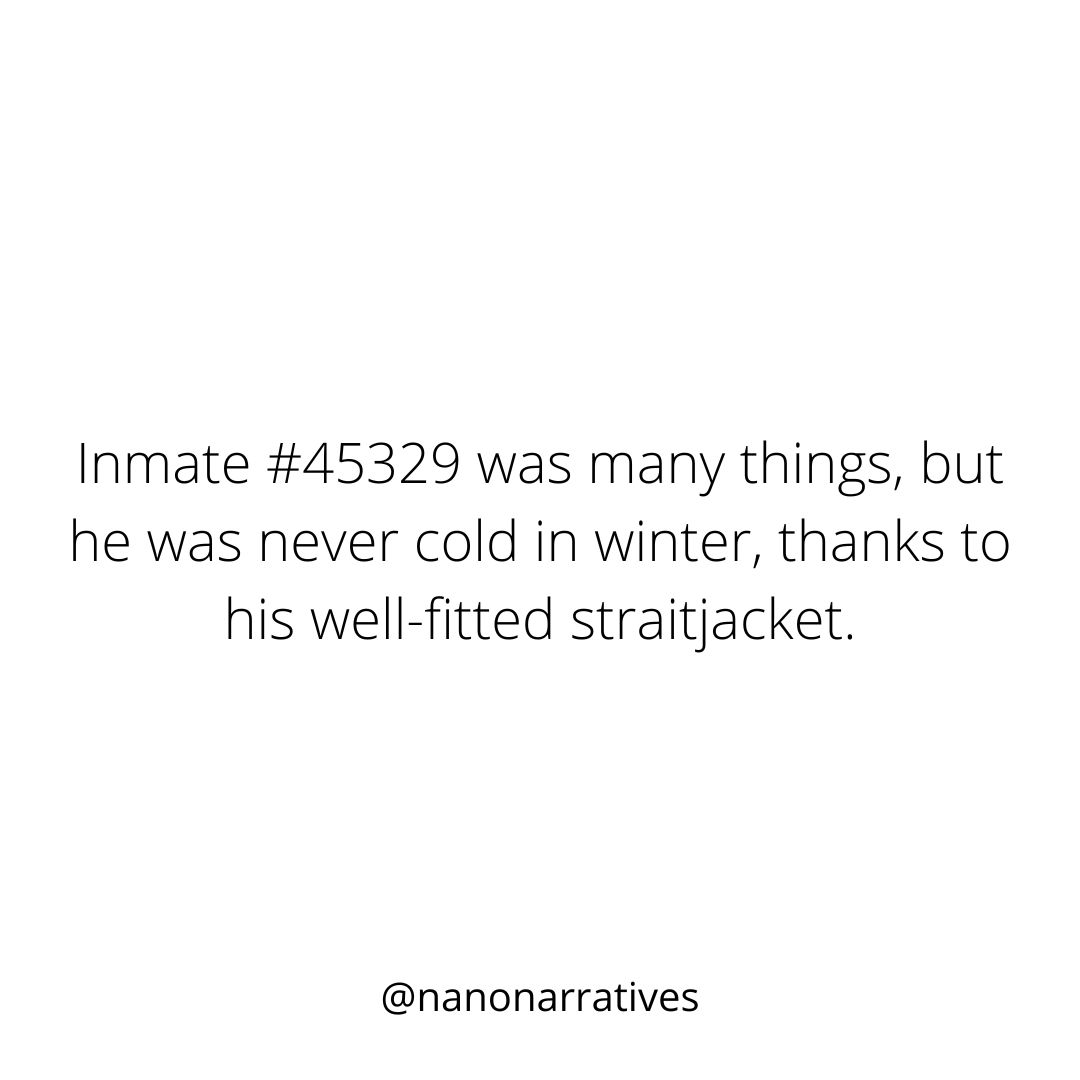 Inmate #45329 was many things, but
he was never cold in winter, thanks to
his well-fitted straitjacket.
@nanonarratives